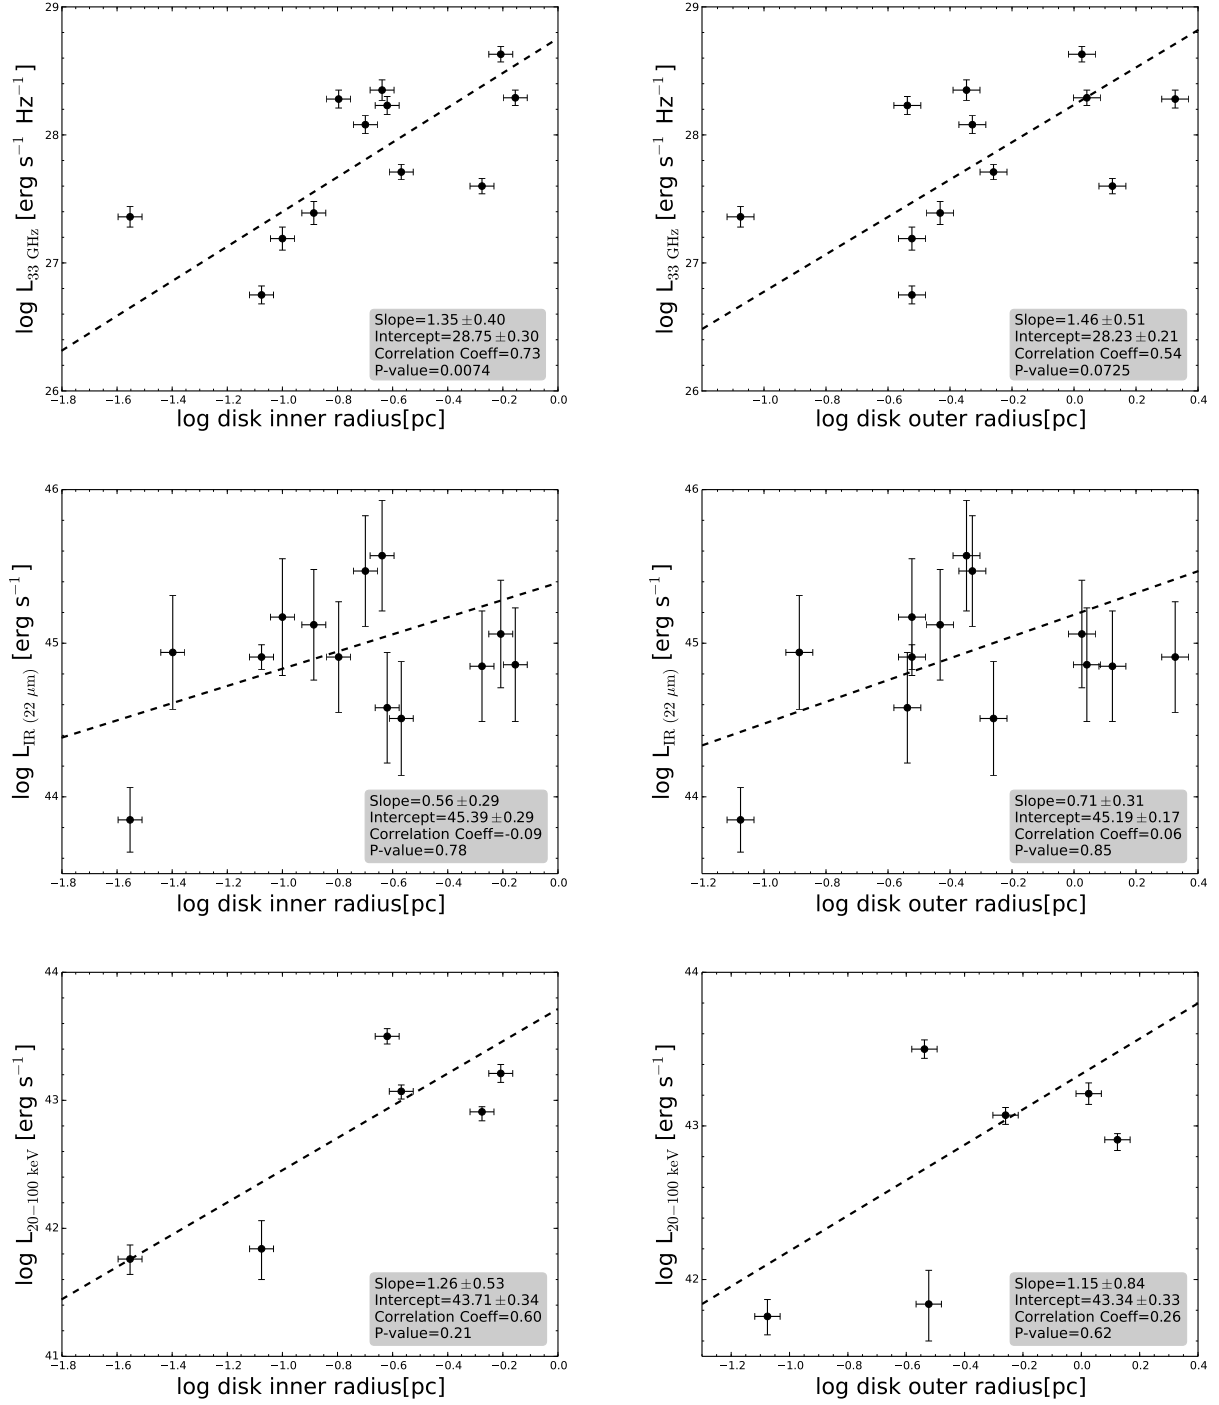 29
28
27
26
log L33 GHz [erg s−1 Hz−1]
Slope=1.35±0.40
Intercept=28.75±0.30
Correlation Coeff=0.73
P-value=0.0074
−1.8 −1.6 −1.4 −1.2 −1.0 −0.8 −0.6 −0.4 −0.2 0.0
log disk inner radius[pc]
29
28
27
26
log L33 GHz [erg s−1 Hz−1]
Slope=1.46±0.51
Intercept=28.23±0.21
Correlation Coeff=0.54
P-value=0.0725
−1.0 −0.8 −0.6 −0.4 −0.2 0.0 0.2 0.4
log disk outer radius[pc]
46
45
44
log LIR (22 μm) [erg s−1]
Slope=0.56±0.29
Intercept=45.39±0.29
Correlation Coeff=-0.09
P-value=0.78
−1.8 −1.6 −1.4 −1.2 −1.0 −0.8 −0.6 −0.4 −0.2 0.0
log disk inner radius[pc]
46
45
44
log LIR (22 μm) [erg s−1]
Slope=0.71±0.31
Intercept=45.19±0.17
Correlation Coeff=0.06
P-value=0.85
−1.2 −1.0 −0.8 −0.6 −0.4 −0.2 0.0 0.2 0.4
log disk outer radius[pc]
44
43
42
41
log L20−100 keV [erg s−1]
Slope=1.26±0.53
Intercept=43.71±0.34
Correlation Coeff=0.60
P-value=0.21
−1.8 −1.6 −1.4 −1.2 −1.0 −0.8 −0.6 −0.4 −0.2 0.0
log disk inner radius[pc]
44
43
42
log L20−100 keV [erg s−1]
Slope=1.15±0.84
Intercept=43.34±0.33
Correlation Coeff=0.26
P-value=0.62
−1.2 −1.0 −0.8 −0.6 −0.4 −0.2 0.0 0.2 0.4
log disk outer radius[pc]